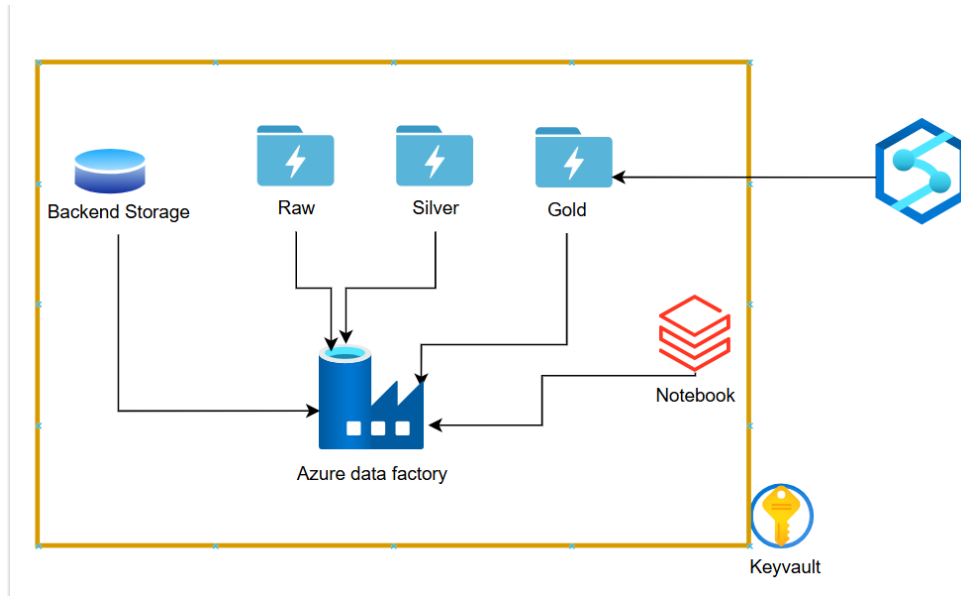 Backend Storage
Raw
Silver
Gold
Notebook
Azure data factory
Keyvault